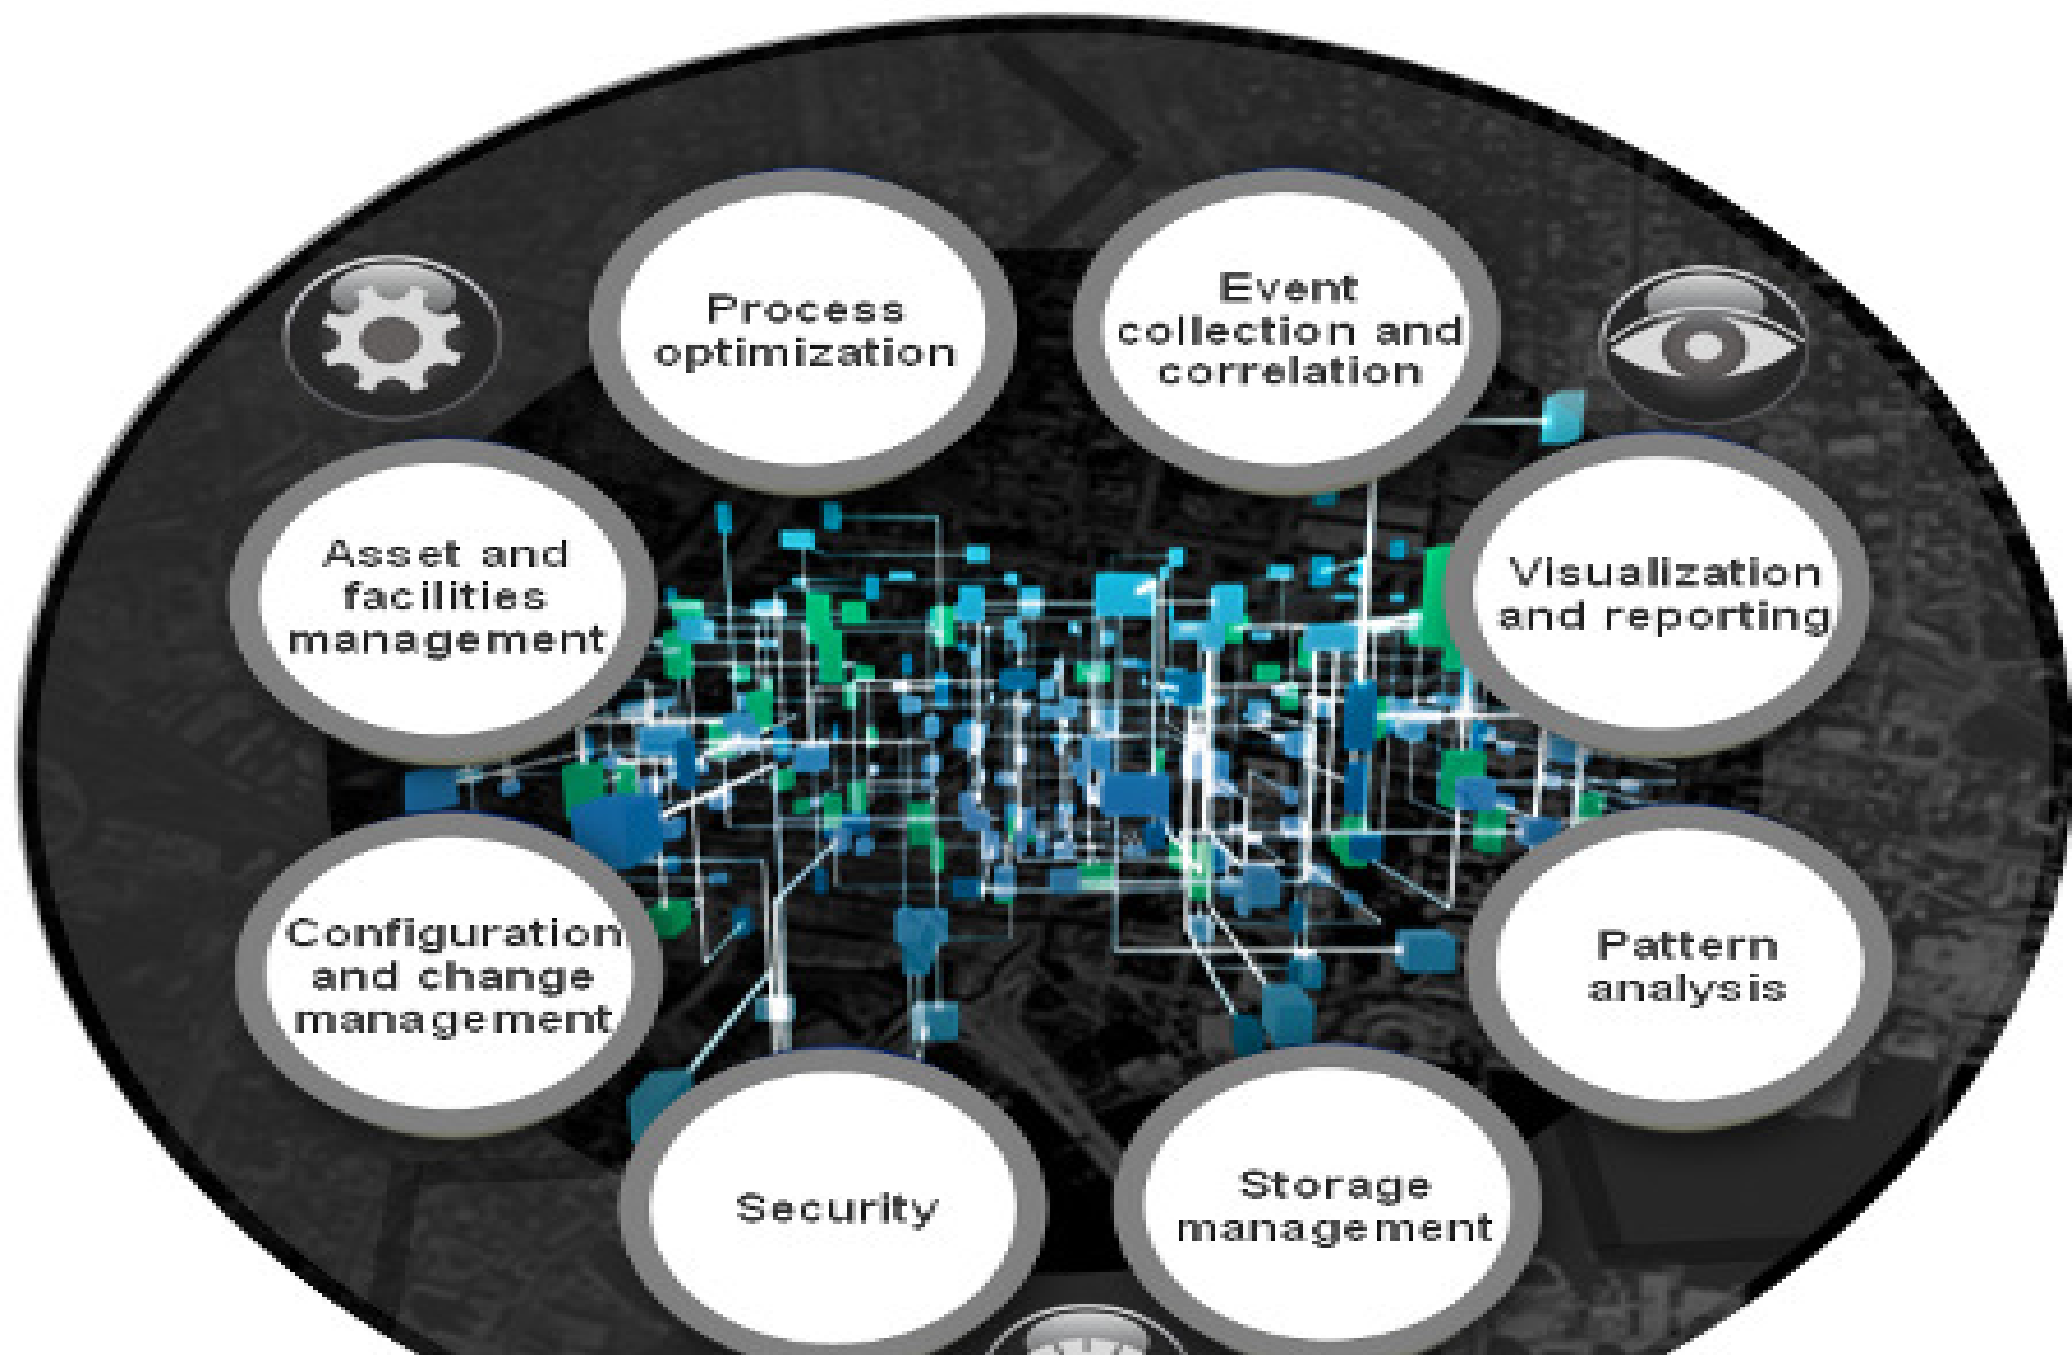 Process
optimization
Event
collection and
correlation
Asset and
facilities
management
Visualization
and reporting
Configuration
and change
management
Pattern
analysis
Security
Storage
management